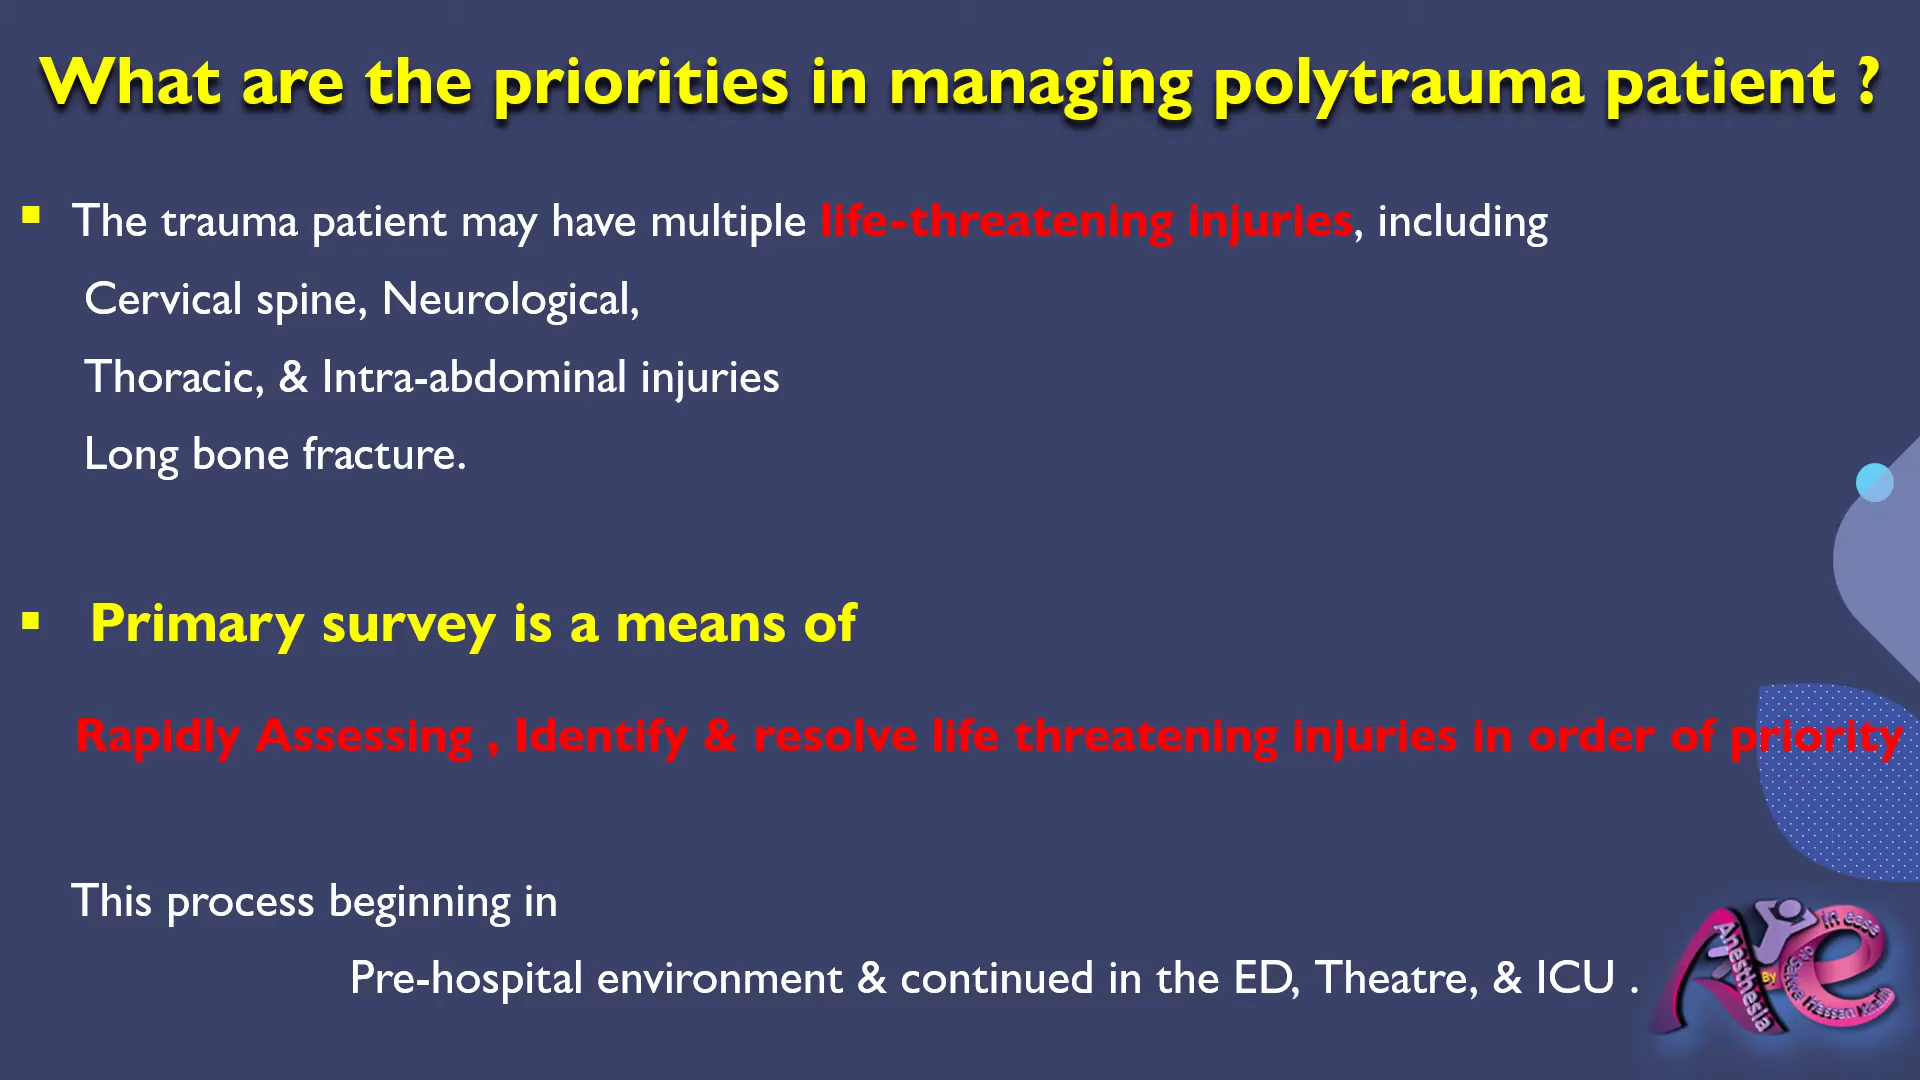 What are the priorities in managing polytrauma patient ?
▪ The trauma patient may have multiple life-threatening injuries, including
Cervical spine, Neurological,
Thoracic, & Intra-abdominal injuries
Long bone fracture.
▪ Primary survey is a means of
Rapidly Assessing , Identify & resolve life threatening injuries in order of priority
This process beginning in
Pre-hospital environment & continued in the ED, Theatre, & ICU .
Anesthesia
By
in ease